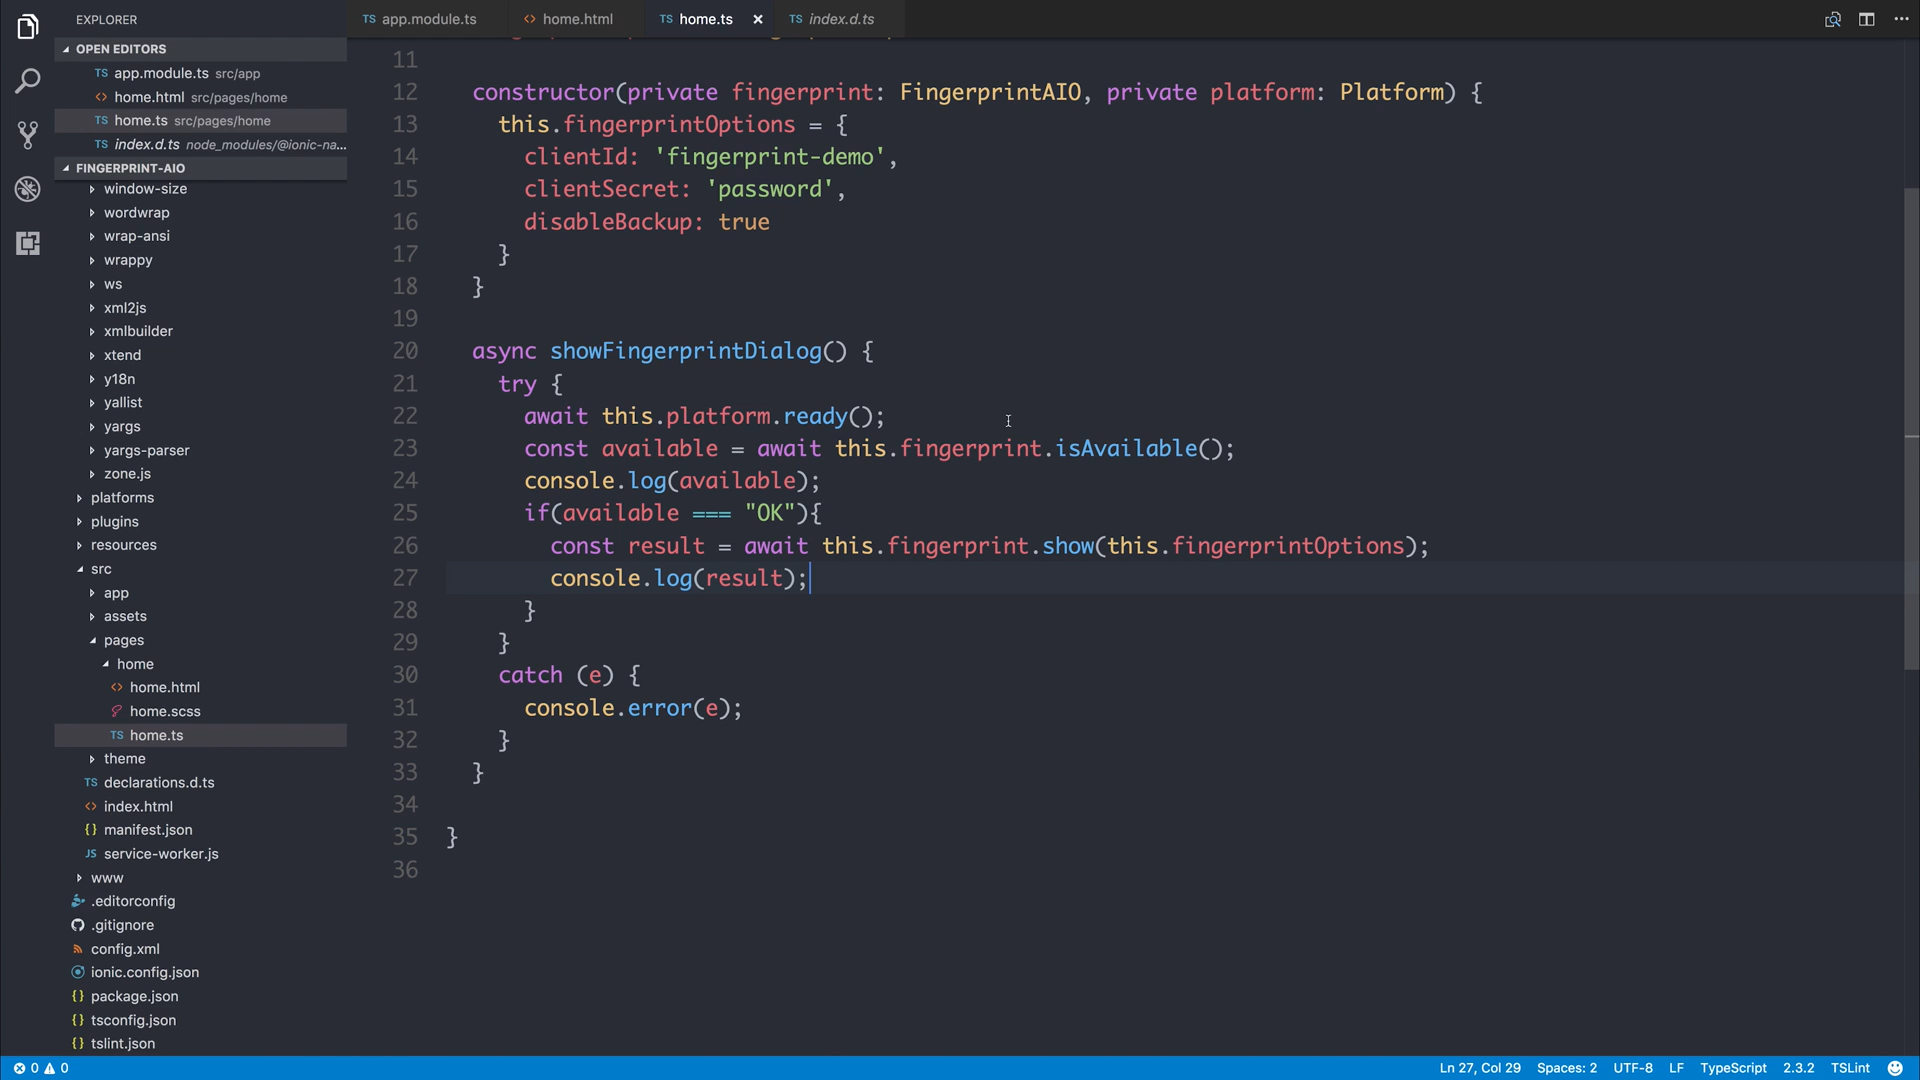 EXPLORER
OPEN EDITORS
TS app.module.ts src/app
<> home.html src/pages/home
TS home.ts src/pages/home
TS index.d.ts node_modules/@ionic-na...
FINGERPRINT-AIO
window-size
wordwrap
wrap-ansi
wrappy
ws
xml2js
xmlbuilder
xtend
y18n
yallist
yargs
yargs-parser
zone.js
platforms
plugins
resources
src
app
assets
pages
home
<> home.html
home.scss
TS home.ts
theme
TS declarations.d.ts
<> index.html
{} manifest.json
JS service-worker.js
www
.editorconfig
.gitignore
config.xml
ionic.config.json
{} package.json
{} tsconfig.json
{} tslint.json
TS app.module.ts <> home.html TS home.ts × TS index.d.ts
11
12 constructor(private fingerprint: FingerprintAIO, private platform: Platform) {
13 this.fingerprintOptions = {
14 clientId: 'fingerprint-demo',
15 clientSecret: 'password',
16 disableBackup: true
17 }
18 }
19
20 async showFingerprintDialog() {
21 try {
22 await this.platform.ready();
23 const available = await this.fingerprint.isAvailable();
24 console.log(available);
25 if(available === "OK"){
26 const result = await this.fingerprint.show(this.fingerprintOptions);
27 console.log(result);
28 }
29 }
30 catch (e) {
31 console.error(e);
32 }
33 }
34
35 }
36
0 0 Ln 27, Col 29 Spaces: 2 UTF-8 LF TypeScript 2.3.2 TSLint